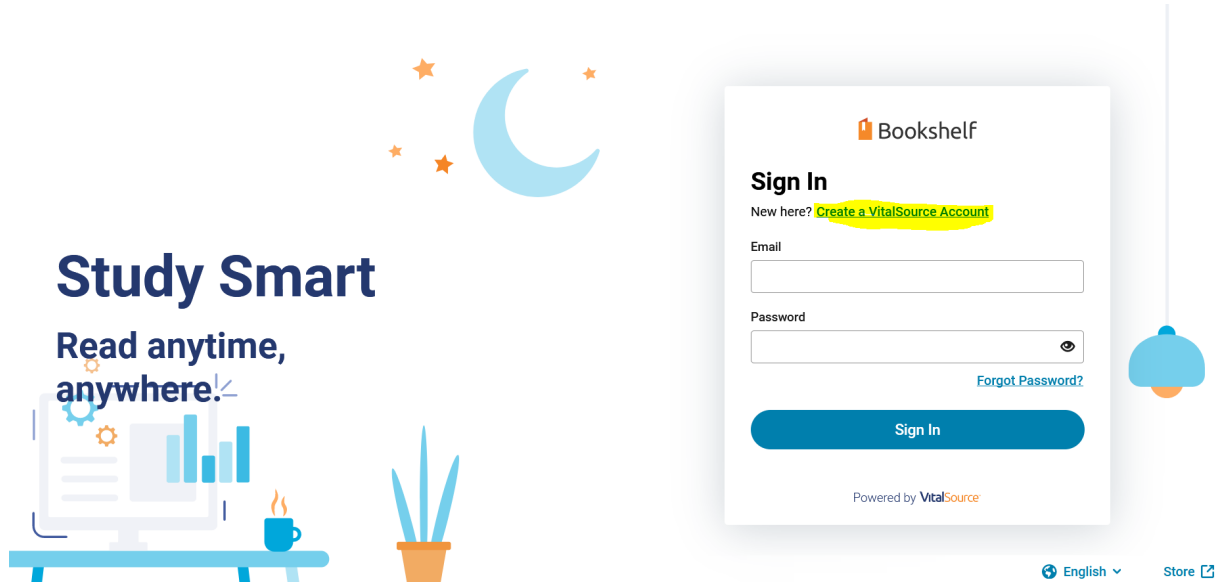 Study Smart
Read anytime,
anywhere.
Bookshelf
Sign In
New here? Create a VitalSource Account
Email
Password
Forgot Password?
Sign In
Powered by VitalSource
English
Store